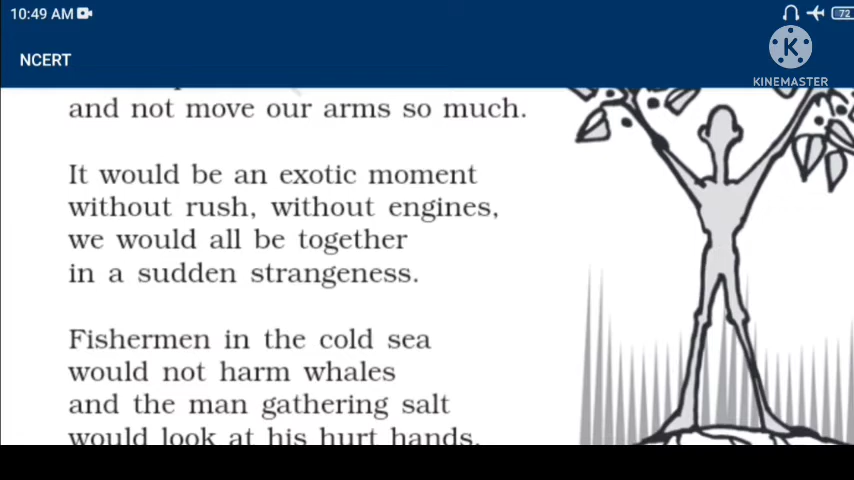 10:49 AM
72
NCERT
K
KINEMASTER
and not move our arms so much.
It would be an exotic moment
without rush, without engines,
we would all be together
in a sudden strangeness.
Fishermen in the cold sea
would not harm whales
and the man gathering salt
would look at his hurt hands.